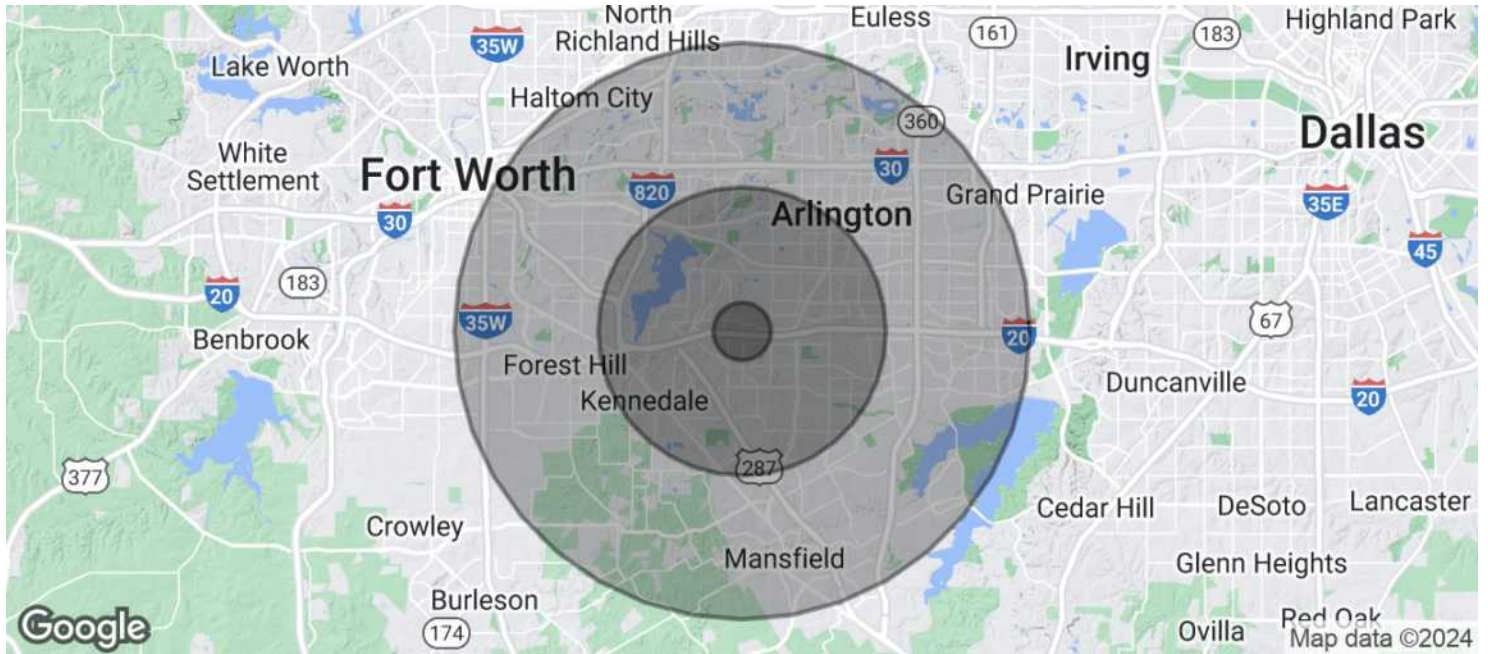 North
Richland Hills
Euless
161
183
Highland Park
35W
Lake Worth
Irving
Haltom City
360
Dallas
White
Settlement
Fort Worth
820
30
Grand Prairie
35E
30
Arlington
45
183
20
35W
67
Benbrook
20
Forest Hill
Duncanville
Kennedale
20
377
287
Crowley
Cedar Hill
DeSoto
Lancaster
Mansfield
Glenn Heights
Burleson
174
Red Oak
Ovilla
Google
Map data ©2024